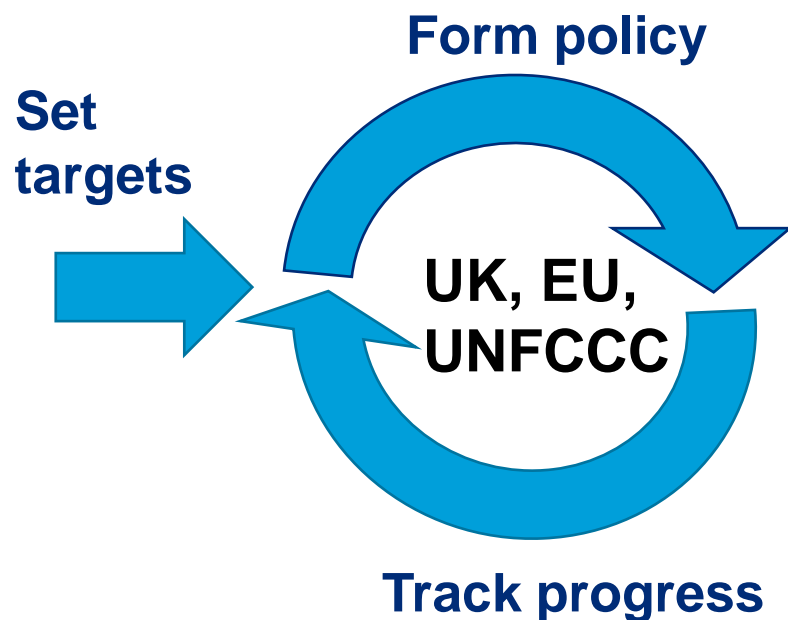 Form policy
Set
targets
UK, EU,
UNFCCC
Track progress